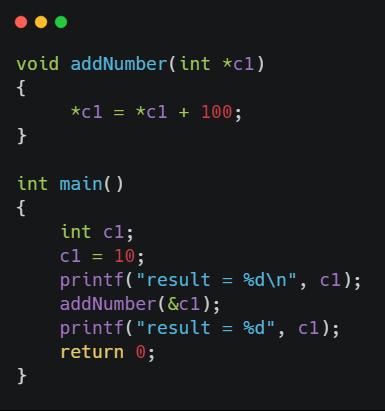 void addNumber(int *c1)
{
     *c1 = *c1 + 100;
}

int main()
{
    int c1;
    c1 = 10;
    printf("result = %d\n", c1);
    addNumber(&c1);
    printf("result = %d", c1);
    return 0;
}